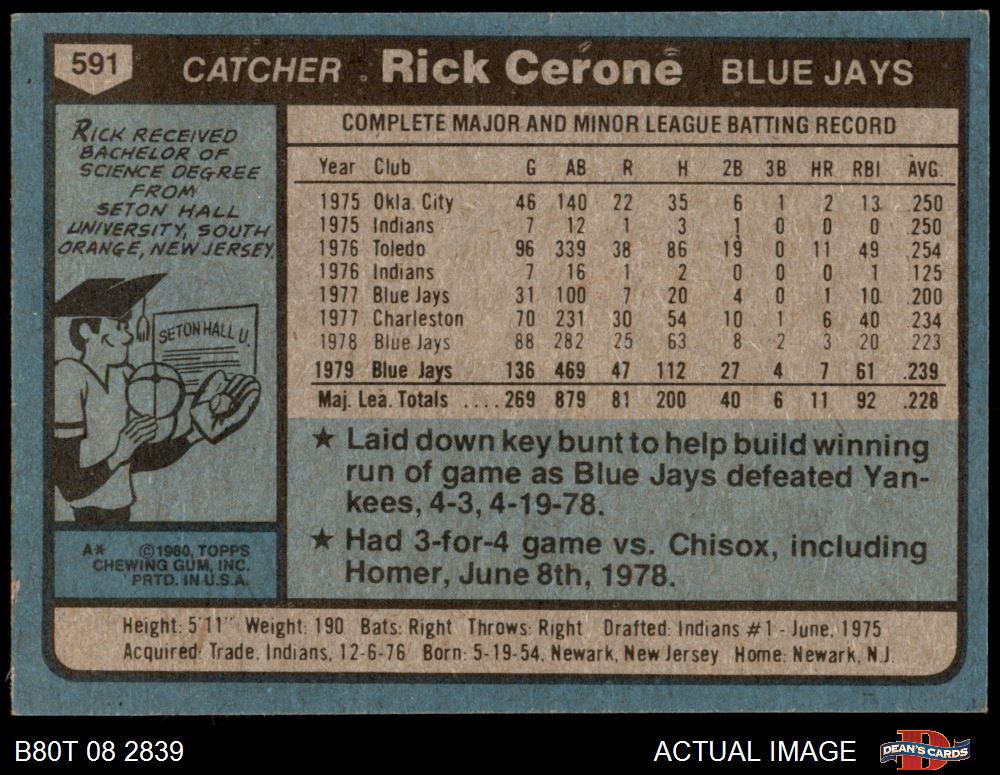 591 CATCHER Rick Cerone BLUE JAYS
RICK RECEIVED
BACHELOR OF
SCIENCE DEGREE
FROM
SETON HALL
UNIVERSITY, SOUTH
ORANGE, NEW JERSEY.
SETON HALL U.
A* ©1980, TOPPS
CHEWING GUM, INC.
PRTD. IN U.S.A.
COMPLETE MAJOR AND MINOR LEAGUE BATTING RECORD
Year Club G AB R H 2B 3B HR RBI AVG.
1975 Okla. City 46 140 22 35 6 1 2 13 .250
1975 Indians 7 12 1 3 1 0 0 0 .250
1976 Toledo 96 339 38 86 19 0 11 49 .254
1976 Indians 7 16 1 2 0 0 0 1 .125
1977 Blue Jays 31 100 7 20 4 0 1 10 .200
1977 Charleston 70 231 30 54 10 1 6 40 .234
1978 Blue Jays 88 282 25 63 8 2 3 20 .223
1979 Blue Jays 136 469 47 112 27 4 7 61 .239
Maj. Lea. Totals ....269 879 81 200 40 6 11 92 .228
★ Laid down key bunt to help build winning
run of game as Blue Jays defeated Yan-
kees, 4-3, 4-19-78.
★ Had 3-for-4 game vs. Chisox, including
Homer, June 8th, 1978.
Height: 5'11" Weight: 190 Bats: Right Throws: Right Drafted: Indians #1 - June, 1975
Acquired: Trade, Indians, 12-6-76 Born: 5-19-54, Newark, New Jersey Home: Newark, N.J.
B80T 08 2839 ACTUAL IMAGE DEAN'S CARDS